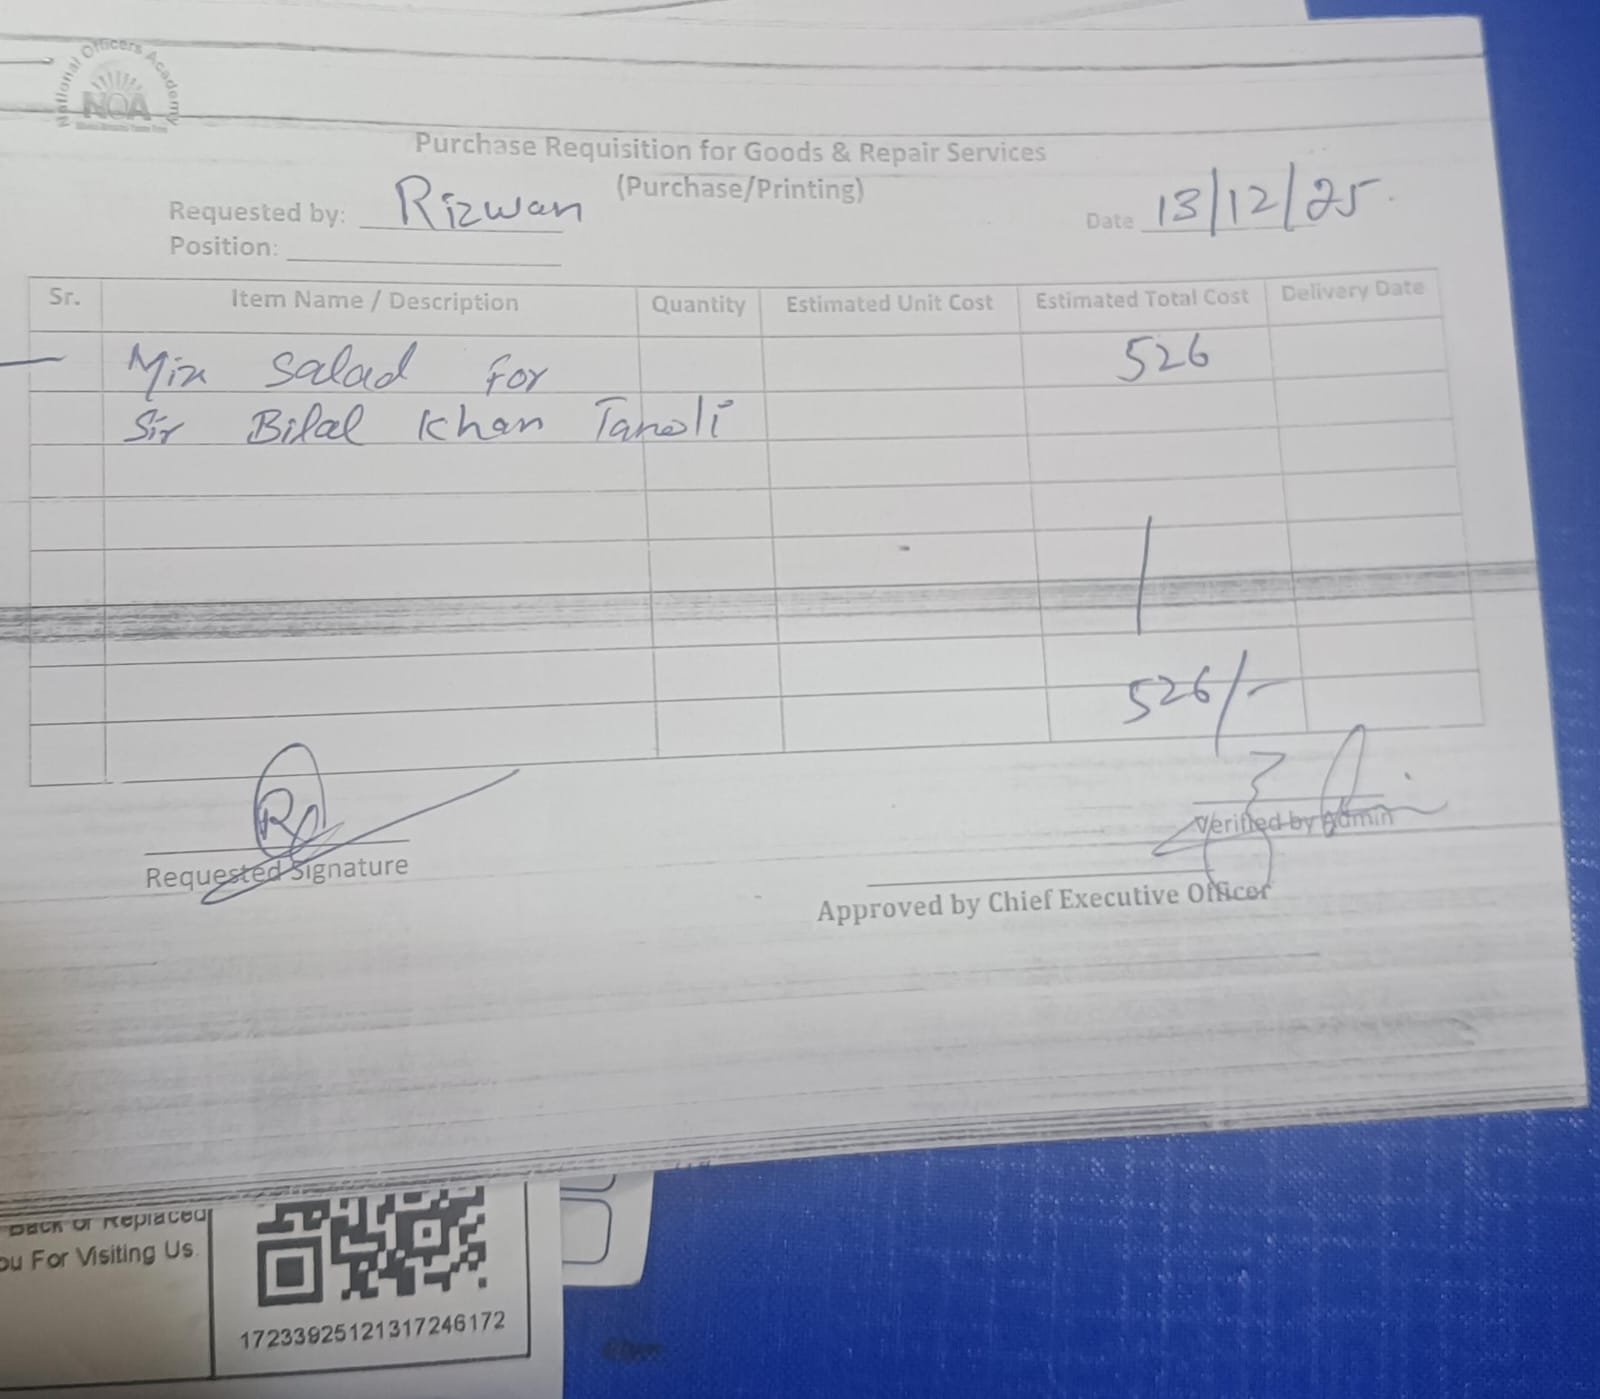 National Officers Academy
NOA
Purchase Requisition for Goods & Repair Services
(Purchase/Printing)
Requested by: Rizwan
Date 13/12/25.
Position:
Sr. Item Name / Description Quantity Estimated Unit Cost Estimated Total Cost Delivery Date
Mix Salad for 526
Sir Bilal Khan Tanoli
526/-
Requested Signature
Verified by Admin
Approved by Chief Executive Officer
Back or Replaced
ou For Visiting Us.
17233925121317246172